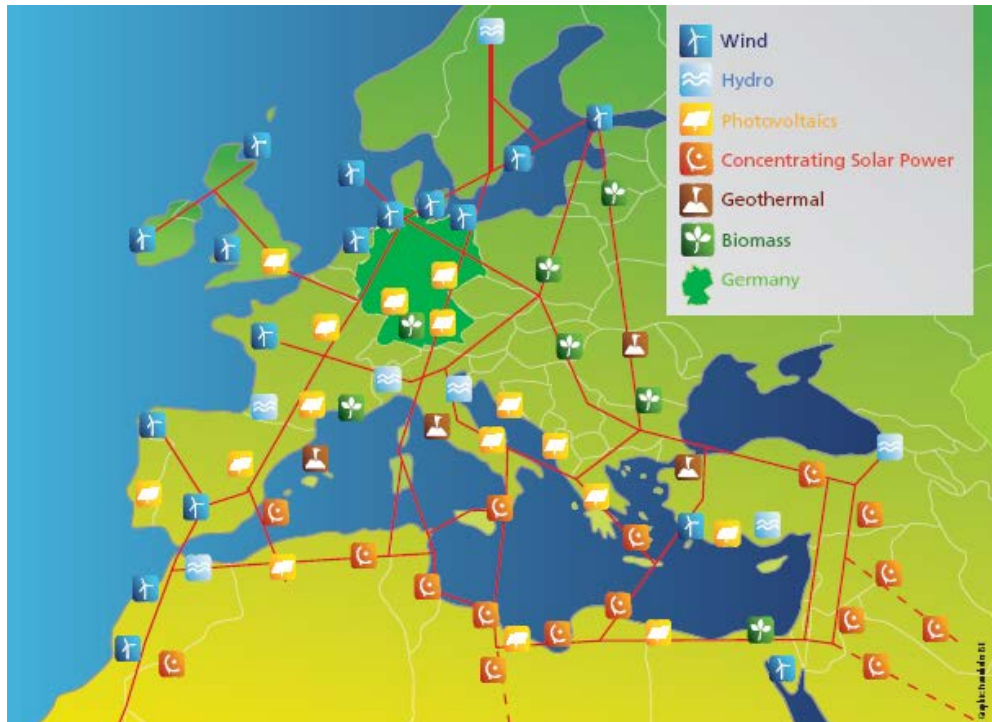 Wind
Hydro
Photovoltaics
Concentrating Solar Power
Geothermal
Biomass
Germany